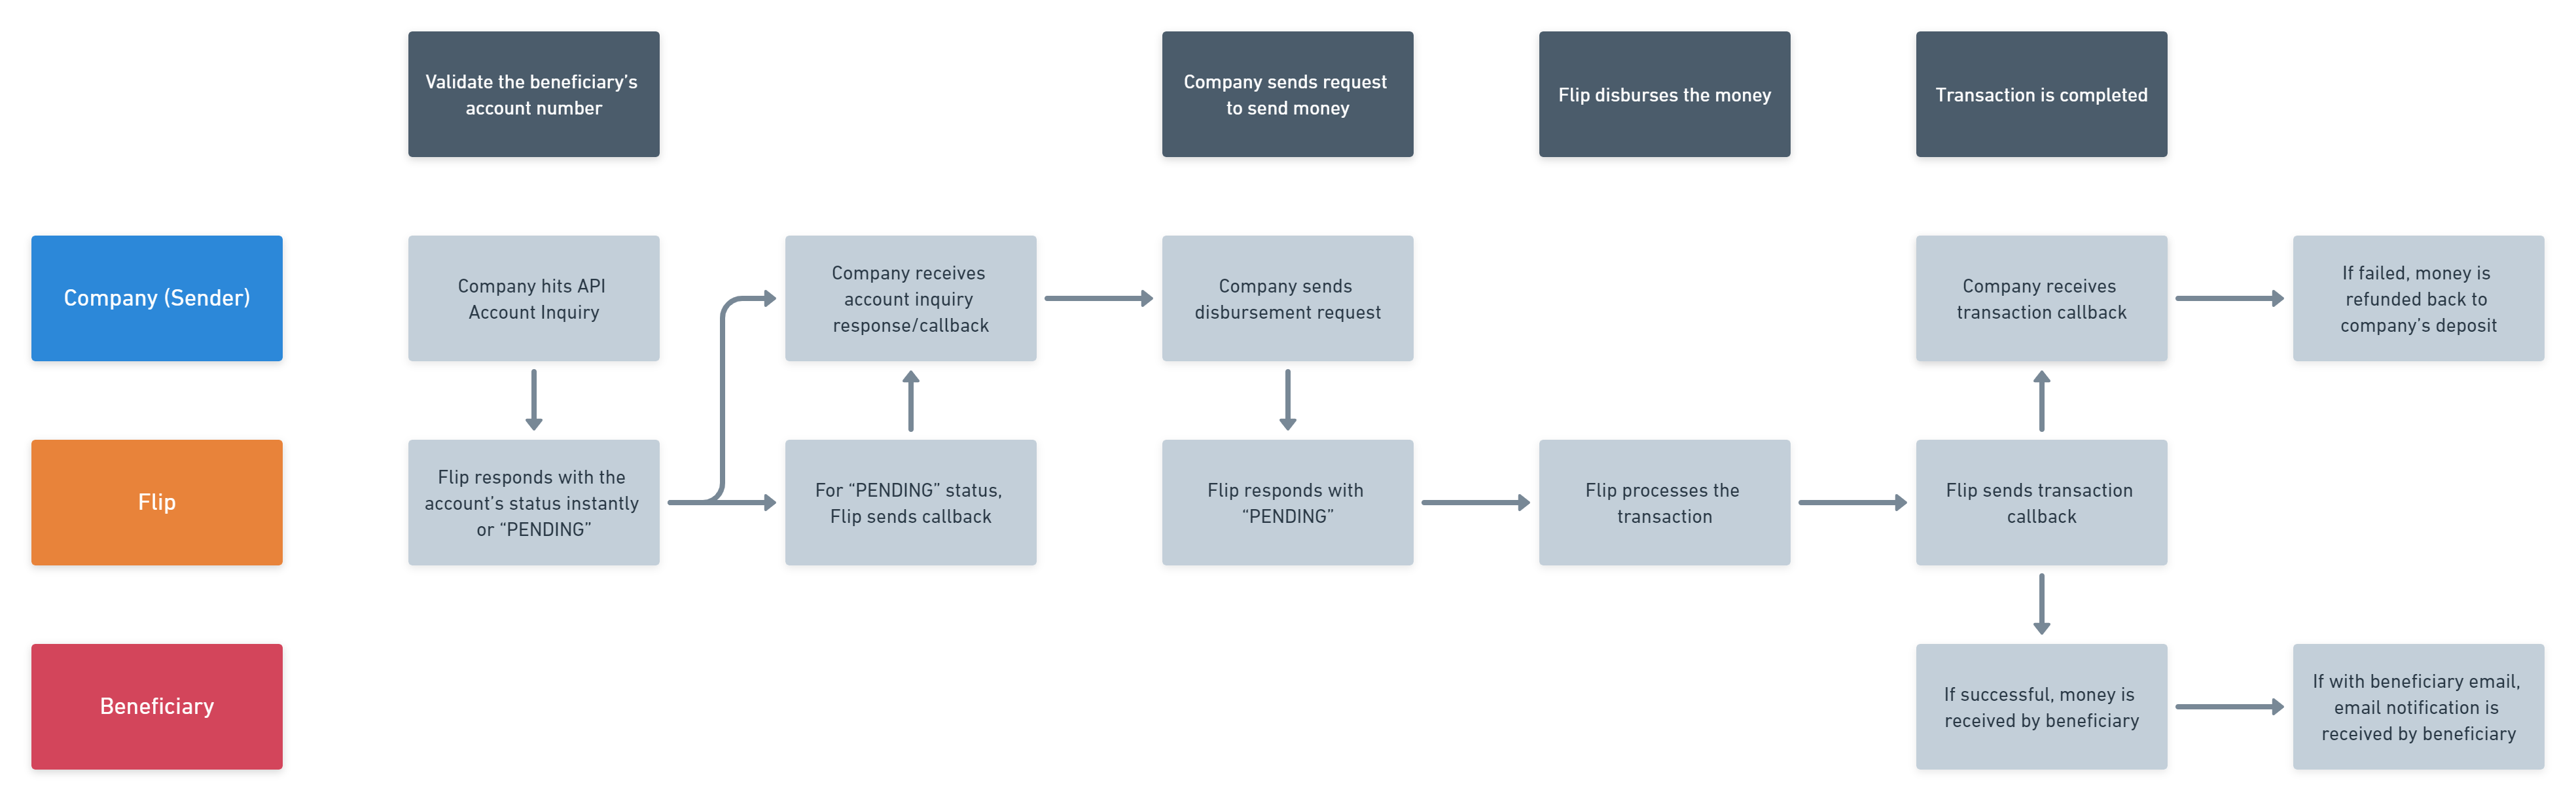 Validate the beneficiary’s
account number
Company sends request
to send money
Flip disburses the money
Transaction is completed
Company (Sender)
Company hits API
Account Inquiry
Company receives
account inquiry
response/callback
Company sends
disbursement request
Company receives
transaction callback
If failed, money is
refunded back to
company’s deposit
Flip
Flip responds with the
account’s status instantly
or “PENDING”
For “PENDING” status,
Flip sends callback
Flip responds with
“PENDING”
Flip processes the
transaction
Flip sends transaction
callback
Beneficiary
If successful, money is
received by beneficiary
If with beneficiary email,
email notification is
received by beneficiary